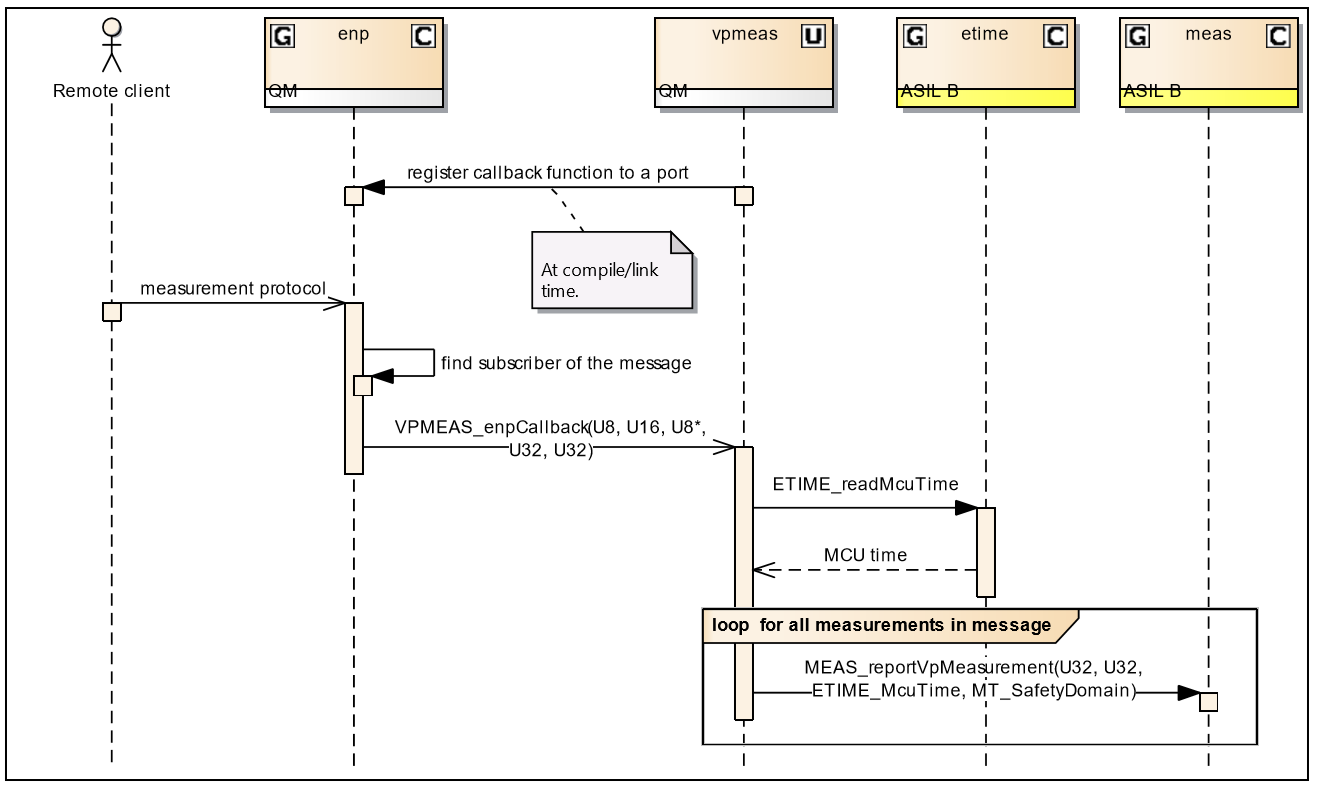 G enp C
vpmeas U
G etime C
G meas C
Remote client
QM
QM
ASIL B
ASIL B
register callback function to a port
At compile/link
time.
measurement protocol
find subscriber of the message
VPMEAS_enpCallback(U8, U16, U8*,
U32, U32)
ETIME_readMcuTime
MCU time
loop for all measurements in message
MEAS_reportVpMeasurement(U32, U32,
ETIME_McuTime, MT_SafetyDomain)